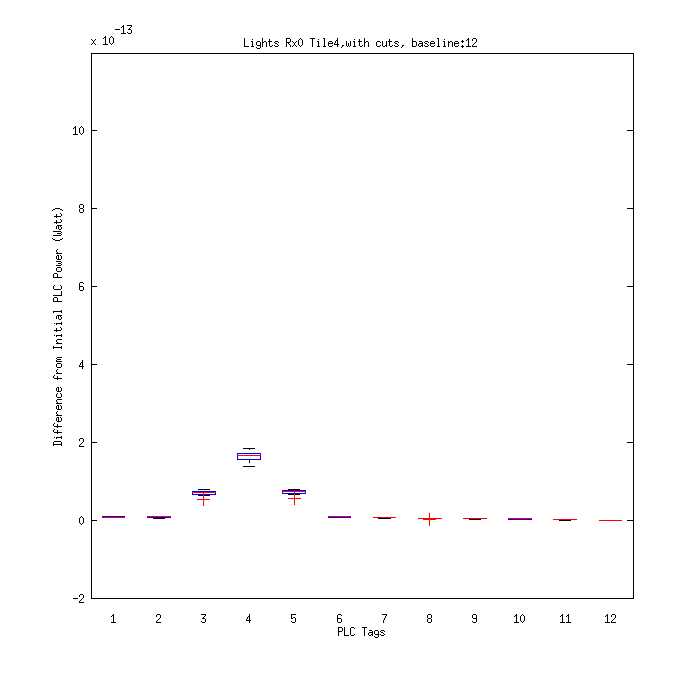 x 10^-13
Lights Rx0 Tile4,with cuts, baseline:12
Difference from Initial PLC Power (Watt)
10
8
6
4
2
0
-2
1 2 3 4 5 6 7 8 9 10 11 12
PLC Tags